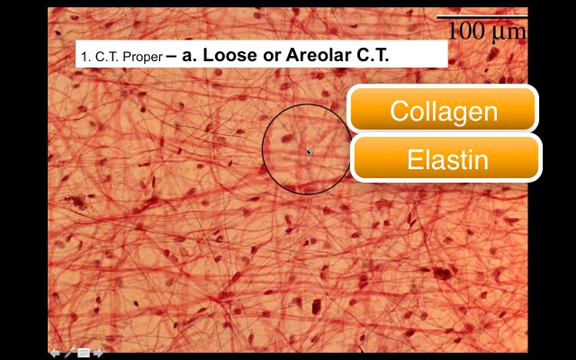 100 µm
1. C.T. Proper – a. Loose or Areolar C.T.
Collagen
Elastin